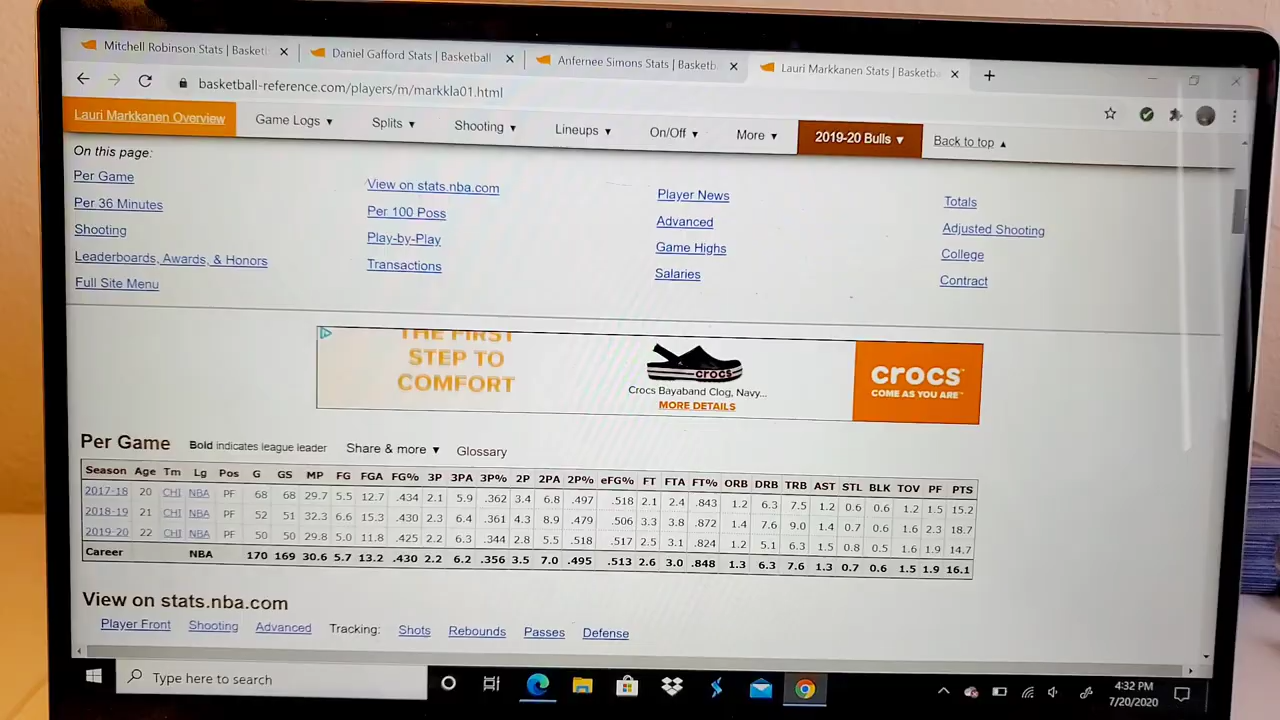 Mitchell Robinson Stats | Basketl
Daniel Gafford Stats | Basketball
Anfernee Simons Stats | Basketb
Lauri Markkanen Stats | Basketba
basketball-reference.com/players/m/markkla01.html
Lauri Markkanen Overview Game Logs Splits Shooting Lineups On/Off More 2019-20 Bulls Back to top
On this page:
Per Game View on stats.nba.com Player News Totals
Per 36 Minutes Per 100 Poss Advanced Adjusted Shooting
Shooting Play-by-Play Game Highs College
Leaderboards, Awards, & Honors Transactions Salaries Contract
Full Site Menu
THE FIRST
STEP TO
COMFORT
crocs
Crocs Bayaband Clog, Navy...
MORE DETAILS
crocs™
COME AS YOU ARE™
Per Game Bold indicates league leader Share & more Glossary
Season Age Tm Lg Pos G GS MP FG FGA FG% 3P 3PA 3P% 2P 2PA 2P% eFG% FT FTA FT% ORB DRB TRB AST STL BLK TOV PF PTS
2017-18 20 CHI NBA PF 68 68 29.7 5.5 12.7 .434 2.1 5.9 .362 3.4 6.8 .497 .518 2.1 2.4 .843 1.2 6.3 7.5 1.2 0.6 0.6 1.2 1.5 15.2
2018-19 21 CHI NBA PF 52 51 32.3 6.6 15.3 .430 2.3 6.4 .361 4.3 .479 .506 3.3 3.8 .872 1.4 7.6 9.0 1.4 0.7 0.6 1.6 2.3 18.7
2019-20 22 CHI NBA PF 50 50 29.8 5.0 11.8 .425 2.2 6.3 .344 2.8 5.5 .518 .517 2.5 3.1 .824 1.2 5.1 6.3 1.5 0.8 0.5 1.6 1.9 14.7
Career NBA 170 169 30.6 5.7 13.2 .430 2.2 6.2 .356 3.5 7.0 .495 .513 2.6 3.0 .848 1.3 6.3 7.6 1.3 0.7 0.6 1.5 1.9 16.1
View on stats.nba.com
Player Front Shooting Advanced Tracking: Shots Rebounds Passes Defense
Type here to search
4:32 PM
7/20/2020